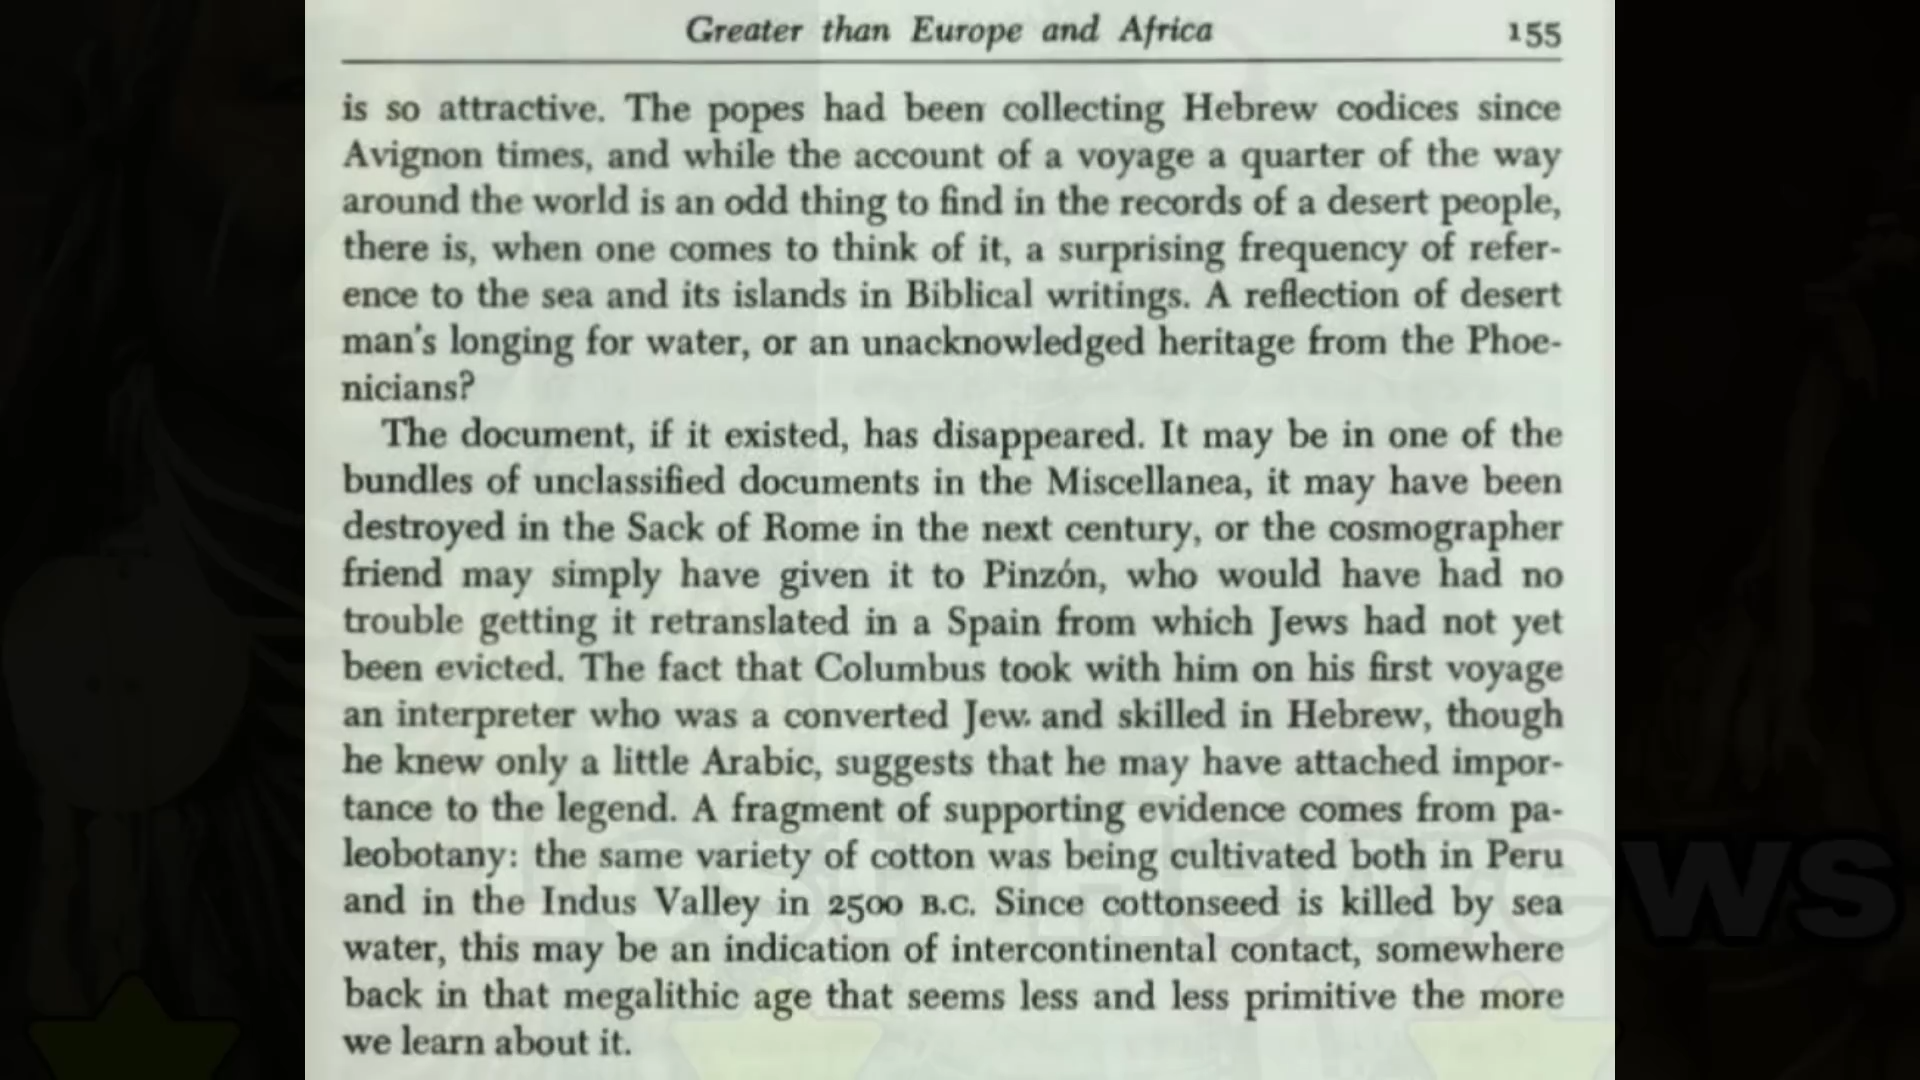 Greater than Europe and Africa 155
is so attractive. The popes had been collecting Hebrew codices since
Avignon times, and while the account of a voyage a quarter of the way
around the world is an odd thing to find in the records of a desert people,
there is, when one comes to think of it, a surprising frequency of refer-
ence to the sea and its islands in Biblical writings. A reflection of desert
man's longing for water, or an unacknowledged heritage from the Phoe-
nicians?
The document, if it existed, has disappeared. It may be in one of the
bundles of unclassified documents in the Miscellanea, it may have been
destroyed in the Sack of Rome in the next century, or the cosmographer
friend may simply have given it to Pinzón, who would have had no
trouble getting it retranslated in a Spain from which Jews had not yet
been evicted. The fact that Columbus took with him on his first voyage
an interpreter who was a converted Jew and skilled in Hebrew, though
he knew only a little Arabic, suggests that he may have attached impor-
tance to the legend. A fragment of supporting evidence comes from pa-
leobotany: the same variety of cotton was being cultivated both in Peru
and in the Indus Valley in 2500 B.C. Since cottonseed is killed by sea
water, this may be an indication of intercontinental contact, somewhere
back in that megalithic age that seems less and less primitive the more
we learn about it.
Lost Hebrews